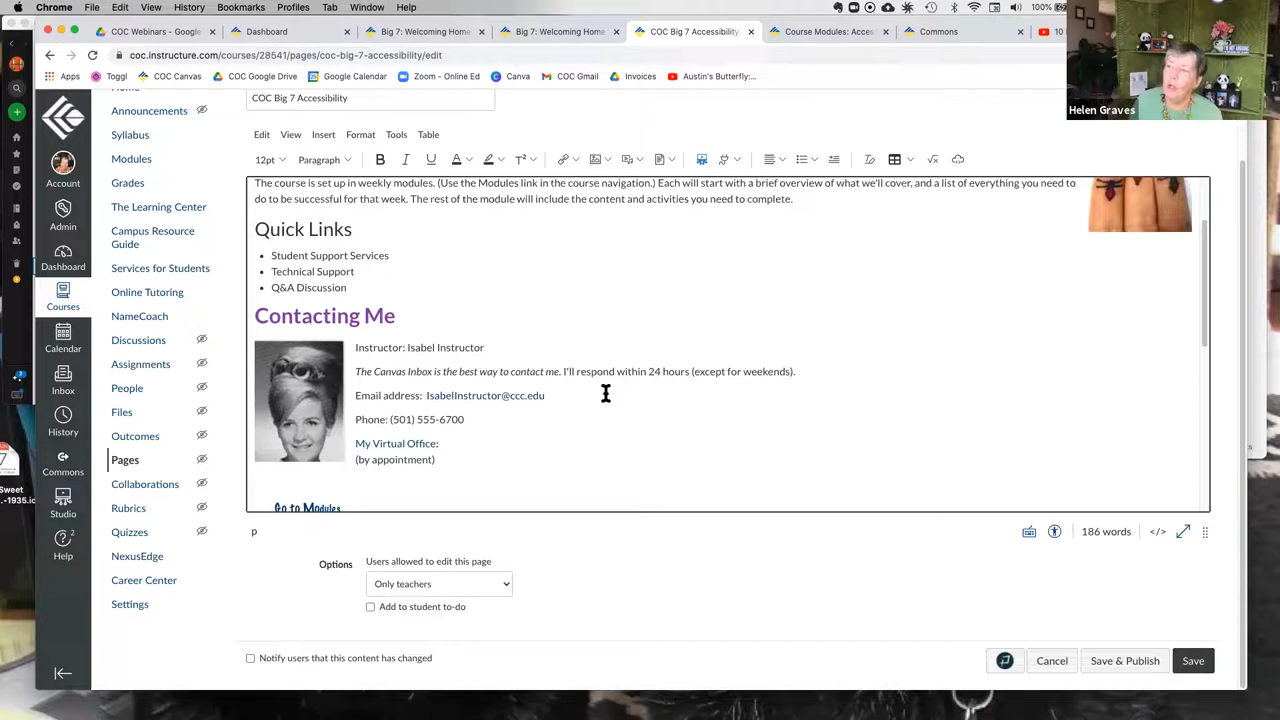 Chrome File Edit View History Bookmarks Profiles Tab Window Help
100%
COC Webinars - Google
Dashboard
Big 7: Welcoming Home
Big 7: Welcoming Home
COC Big 7 Accessibility
Course Modules: Acces
Commons
10
coc.instructure.com/courses/28541/pages/coc-big-7-accessibility/edit
Apps Toggl COC Canvas COC Google Drive Google Calendar Zoom - Online Ed Canva COC Gmail Invoices Austin's Butterfly:...
Helen Graves
Account
Admin
Dashboard
Courses
Calendar
Inbox
History
Commons
Studio
2
Help
Home
Announcements
Syllabus
Modules
Grades
The Learning Center
Campus Resource
Guide
Services for Students
Online Tutoring
NameCoach
Discussions
Assignments
People
Files
Outcomes
Pages
Collaborations
Rubrics
Quizzes
NexusEdge
Career Center
Settings
COC Big 7 Accessibility
Edit View Insert Format Tools Table
12pt Paragraph B I U A T²
The course is set up in weekly modules. (Use the Modules link in the course navigation.) Each will start with a brief overview of what we'll cover, and a list of everything you need to
do to be successful for that week. The rest of the module will include the content and activities you need to complete.
Quick Links
Student Support Services
Technical Support
Q&A Discussion
Contacting Me
Instructor: Isabel Instructor
The Canvas Inbox is the best way to contact me. I'll respond within 24 hours (except for weekends).
Email address: IsabelInstructor@ccc.edu
Phone: (501) 555-6700
My Virtual Office:
(by appointment)
Go to Modules
p
186 words </>
Options
Users allowed to edit this page
Only teachers
Add to student to-do
Notify users that this content has changed
Cancel Save & Publish Save
7
Sweet
.-1935.ic